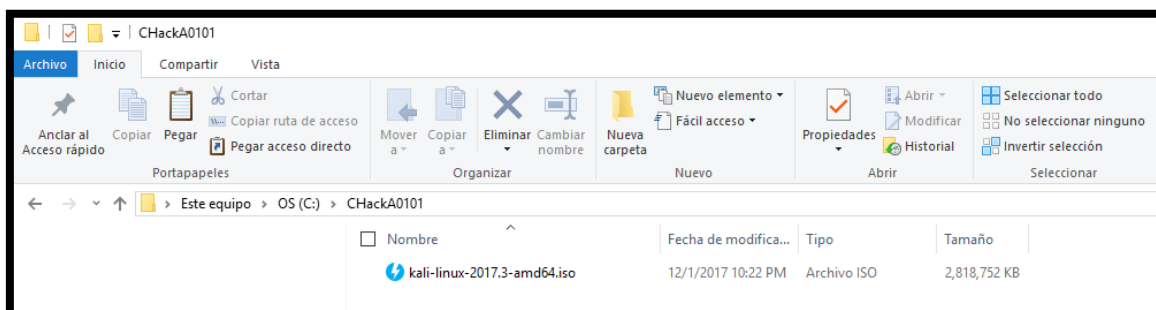 CHackA0101
Archivo Inicio Compartir Vista
Anclar al Acceso rápido
Copiar
Pegar
Cortar
Copiar ruta de acceso
Pegar acceso directo
Portapapeles
Mover a
Copiar a
Eliminar
Cambiar nombre
Organizar
Nueva carpeta
Nuevo elemento
Fácil acceso
Nuevo
Propiedades
Abrir
Modificar
Historial
Abrir
Seleccionar todo
No seleccionar ninguno
Invertir selección
Seleccionar
Este equipo > OS (C:) > CHackA0101
Nombre Fecha de modifica... Tipo Tamaño
kali-linux-2017.3-amd64.iso 12/1/2017 10:22 PM Archivo ISO 2,818,752 KB